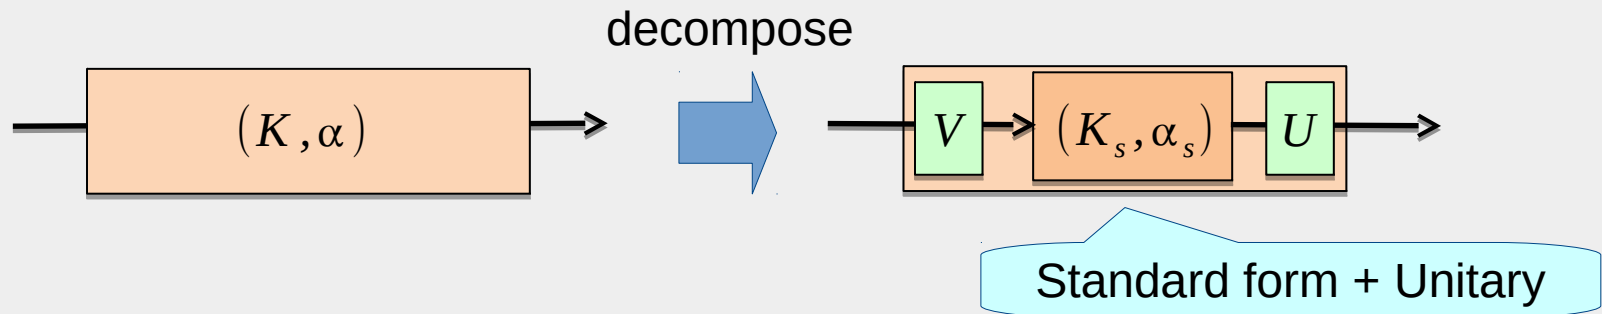 decompose
(K, α)
V
(Kₛ, αₛ)
U
Standard form + Unitary